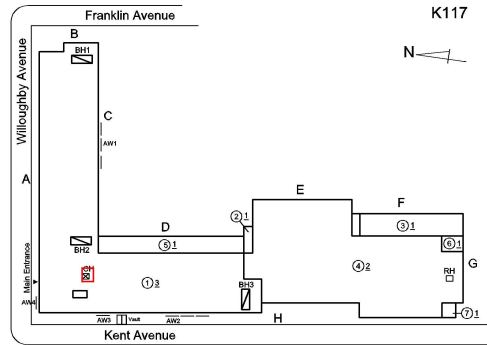 Franklin Avenue
K117
Willoughby Avenue
B
BH1
N
C
AW1
A
E
F
D
2 1
3 1
BH2
5 1
6 1
4 2
G
RH
Main Entrance
1 3
BH3
AW4
7 1
AW3
Vault
AW2
H
Kent Avenue